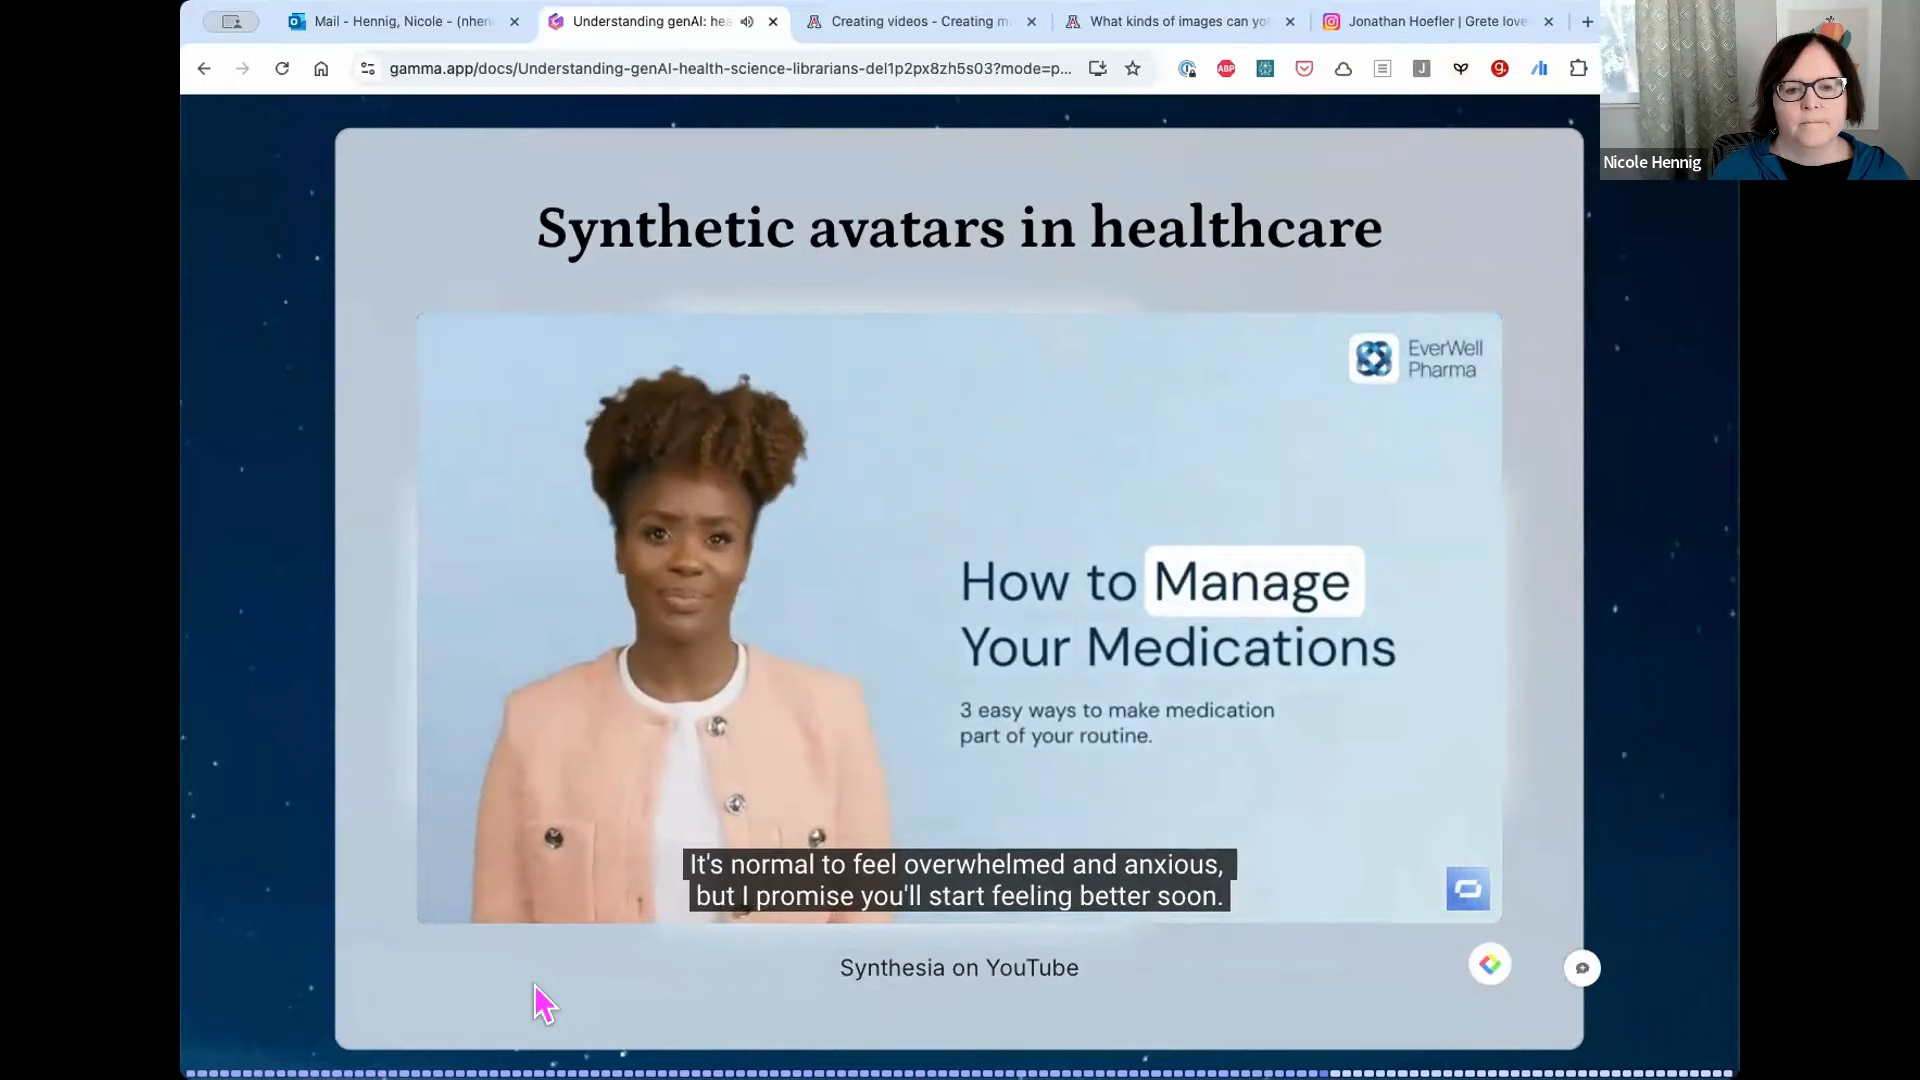 Mail - Hennig, Nicole - (nhen
Understanding genAI: hea
Creating videos - Creating m
What kinds of images can yo
Jonathan Hoefler | Grete love
gamma.app/docs/Understanding-genAI-health-science-librarians-del1p2px8zh5s03?mode=p...
ABP
J
g.
Nicole Hennig
Synthetic avatars in healthcare
EverWell
Pharma
How to Manage
Your Medications
3 easy ways to make medication
part of your routine.
It's normal to feel overwhelmed and anxious,
but I promise you'll start feeling better soon.
Synthesia on YouTube